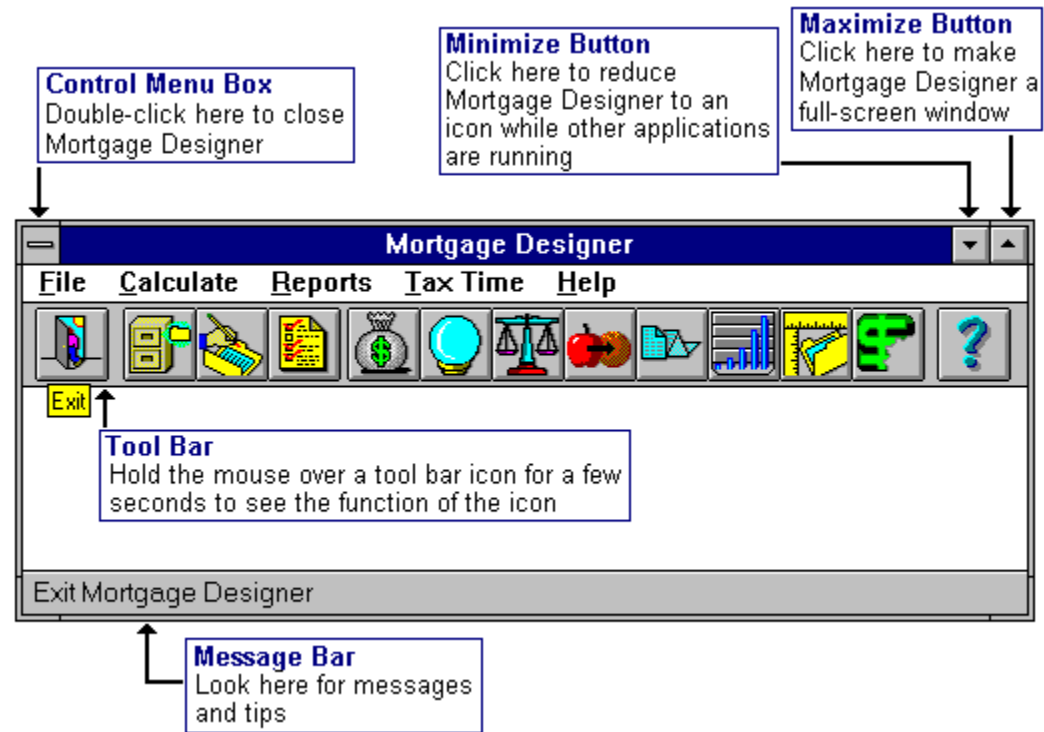 Maximize Button
Click here to make
Mortgage Designer a
full-screen window
Minimize Button
Click here to reduce
Mortgage Designer to an
icon while other applications
are running
Control Menu Box
Double-click here to close
Mortgage Designer
Mortgage Designer
File Calculate Reports Tax Time Help
$
?
Exit
Tool Bar
Hold the mouse over a tool bar icon for a few
seconds to see the function of the icon
Exit Mortgage Designer
Message Bar
Look here for messages
and tips